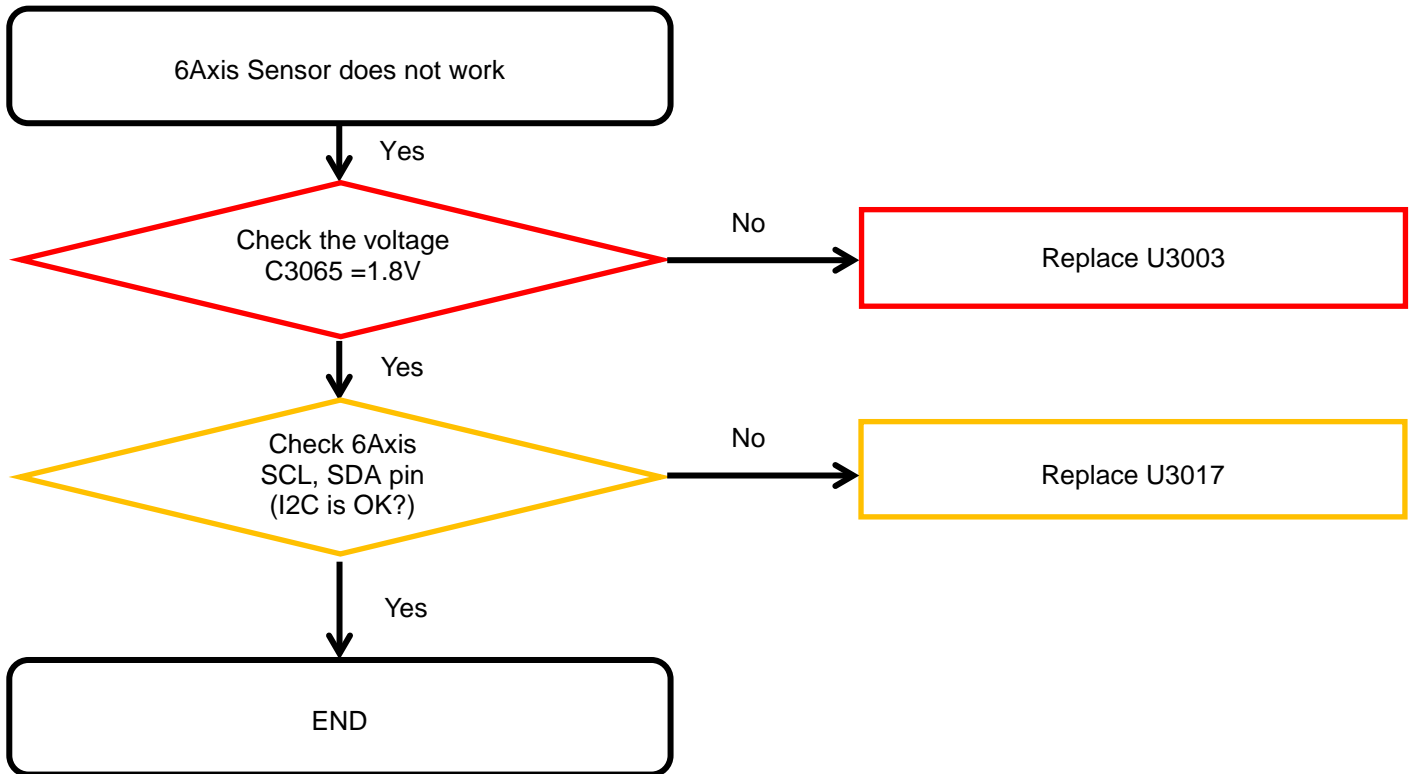 6Axis Sensor does not work
Yes
Check the voltage
C3065 =1.8V
No
Replace U3003
Yes
Check 6Axis
SCL, SDA pin
(I2C is OK?)
No
Replace U3017
Yes
END